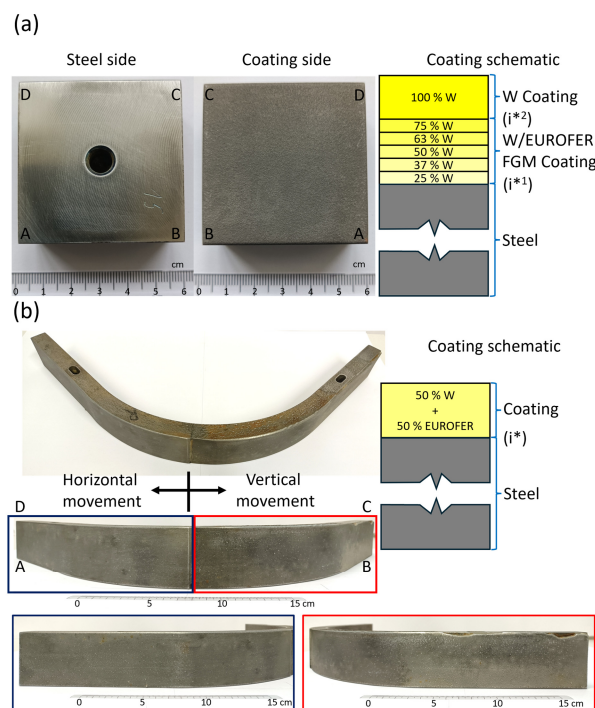 (a)
Steel side
Coating side
Coating schematic
D
C
A
B
cm
0 1 2 3 4 5 6
C
D
B
A
cm
0 1 2 3 4 5 6
100 % W
75 % W
63 % W
50 % W
37 % W
25 % W
W Coating
(i*2)
W/EUROFER
FGM Coating
(i*1)
Steel
(b)
Coating schematic
50 % W
+
50 % EUROFER
Coating
(i*)
Steel
Horizontal
movement
Vertical
movement
D
C
A
B
0 5 10 15 cm
0 5 10 15 cm
0 5 10 15 cm